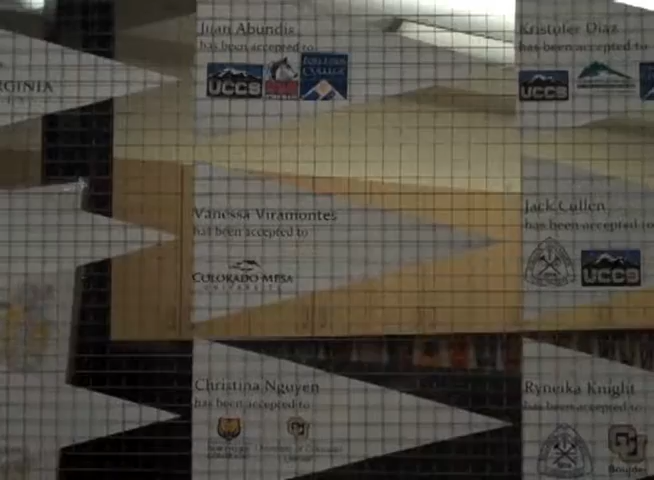 RGINIA
Juan Abundis
has been accepted to
UCCS
COLLEGE
Kristofer Diaz
has been accepted to
UCCS
Vanessa Viramontes
has been accepted to
COLORADO MESA
UNIVERSITY
Jack Cullen
has been accepted to
UCCS
Christina Nguyen
has been accepted to
Ryneika Knight
has been accepted to
Boulder